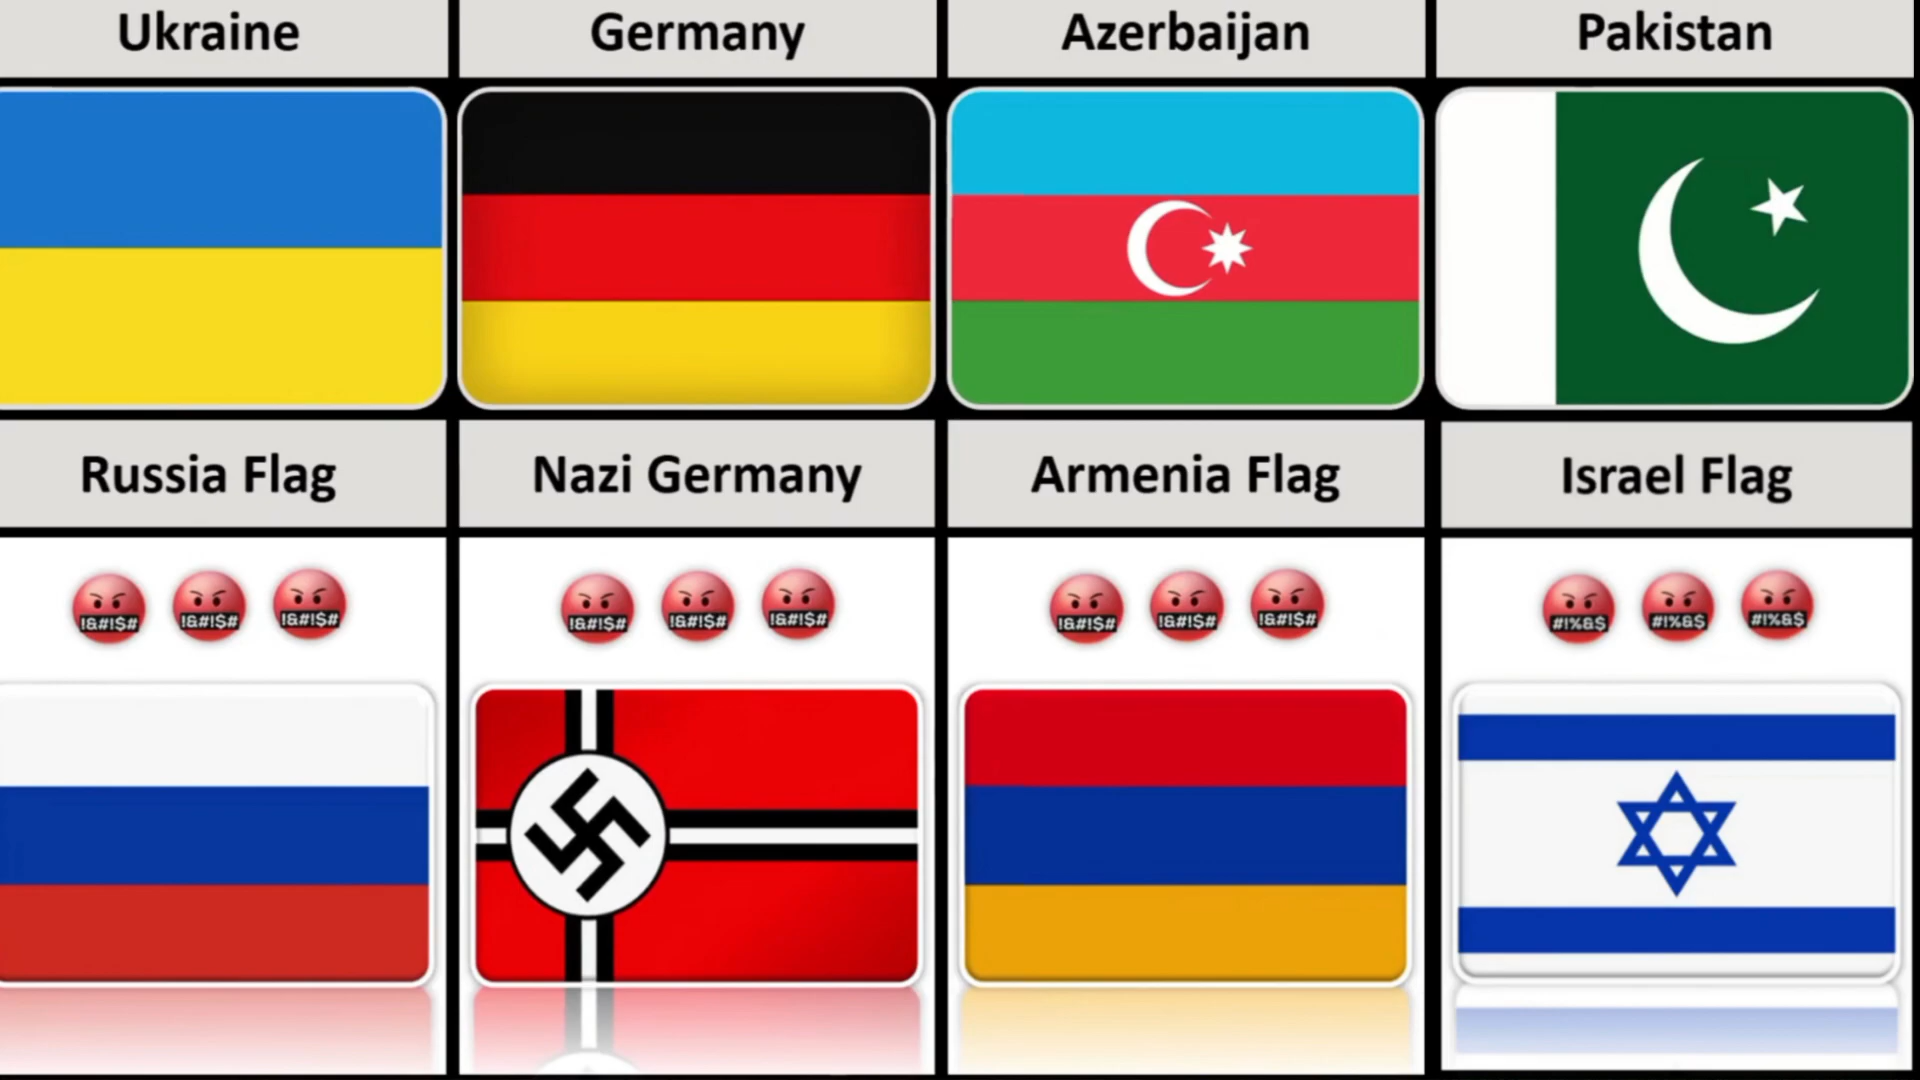 Ukraine
Germany
Azerbaijan
Pakistan
Russia Flag
Nazi Germany
Armenia Flag
Israel Flag
!&#!$# !&#!$# !&#!$#
!&#!$# !&#!$# !&#!$#
!&#!$# !&#!$# !&#!$#
#!%&$ #!%&$ #!%&$